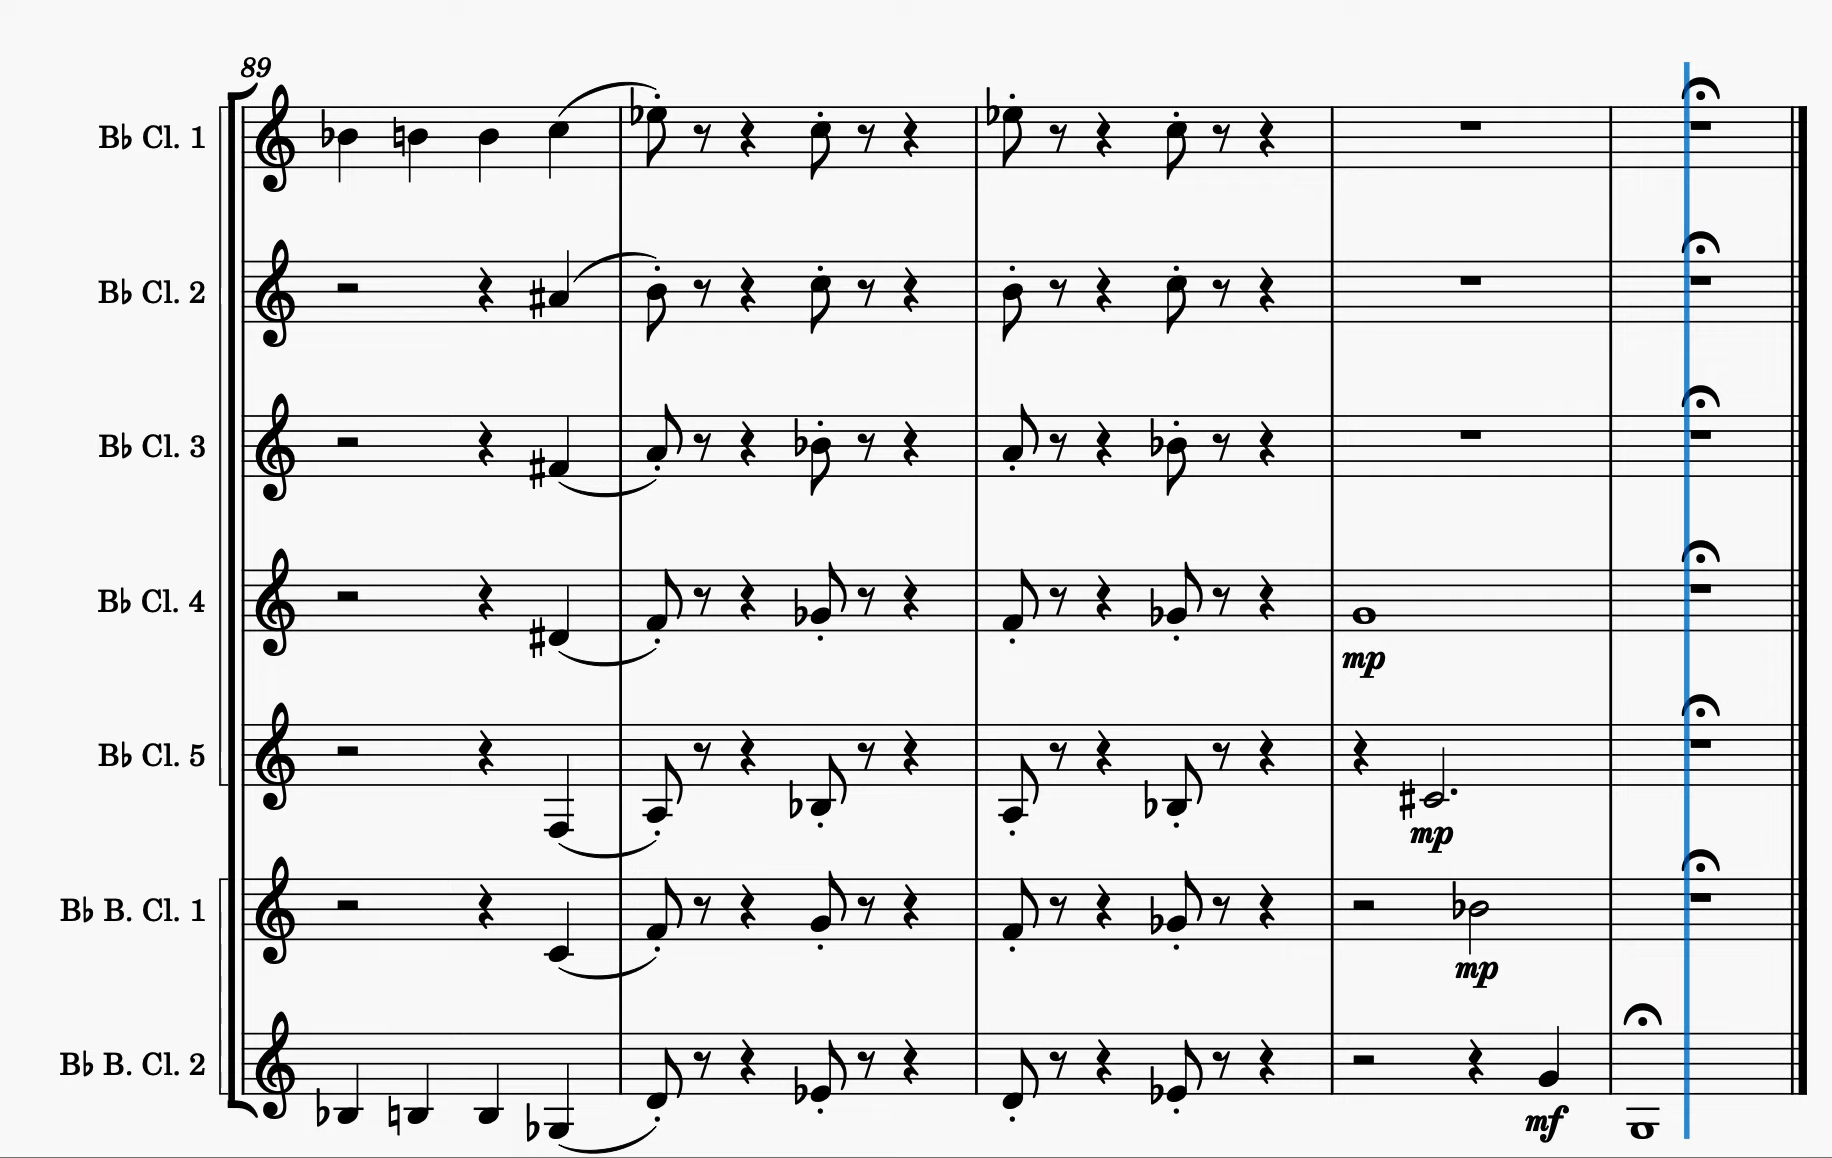 89
B♭ Cl. 1
B♭ Cl. 2
B♭ Cl. 3
B♭ Cl. 4
mp
B♭ Cl. 5
mp
B♭ B. Cl. 1
mp
B♭ B. Cl. 2
mf